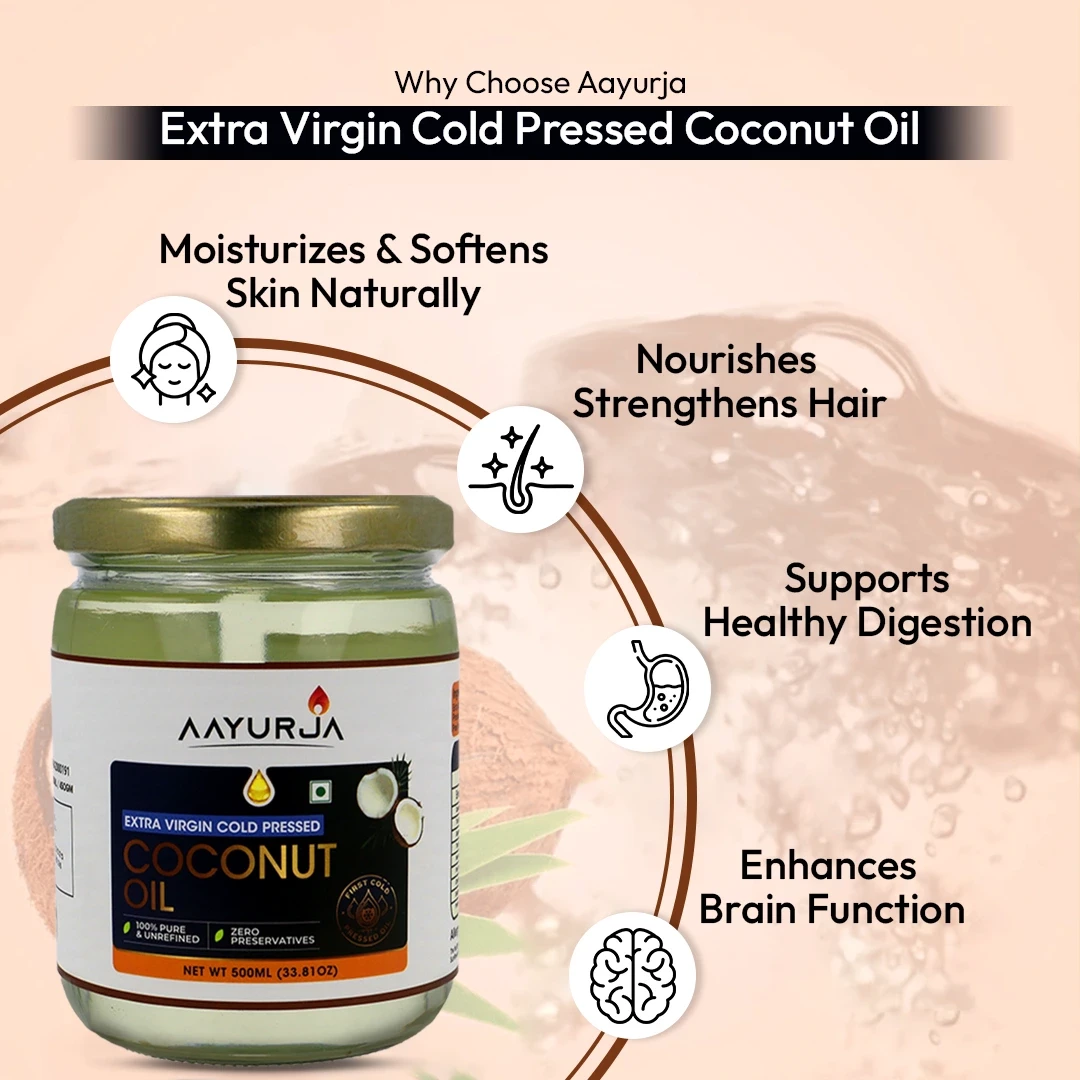 Why Choose Aayurja
Extra Virgin Cold Pressed Coconut Oil
Moisturizes & Softens
Skin Naturally
Nourishes
Strengthens Hair
Supports
Healthy Digestion
Enhances
Brain Function
AAYURJA
EXTRA VIRGIN COLD PRESSED
COCONUT
OIL
FIRST COLD
PRESSED OIL
100% PURE
& UNREFINED
ZERO
PRESERVATIVES
NET WT 500ML (33.81OZ)